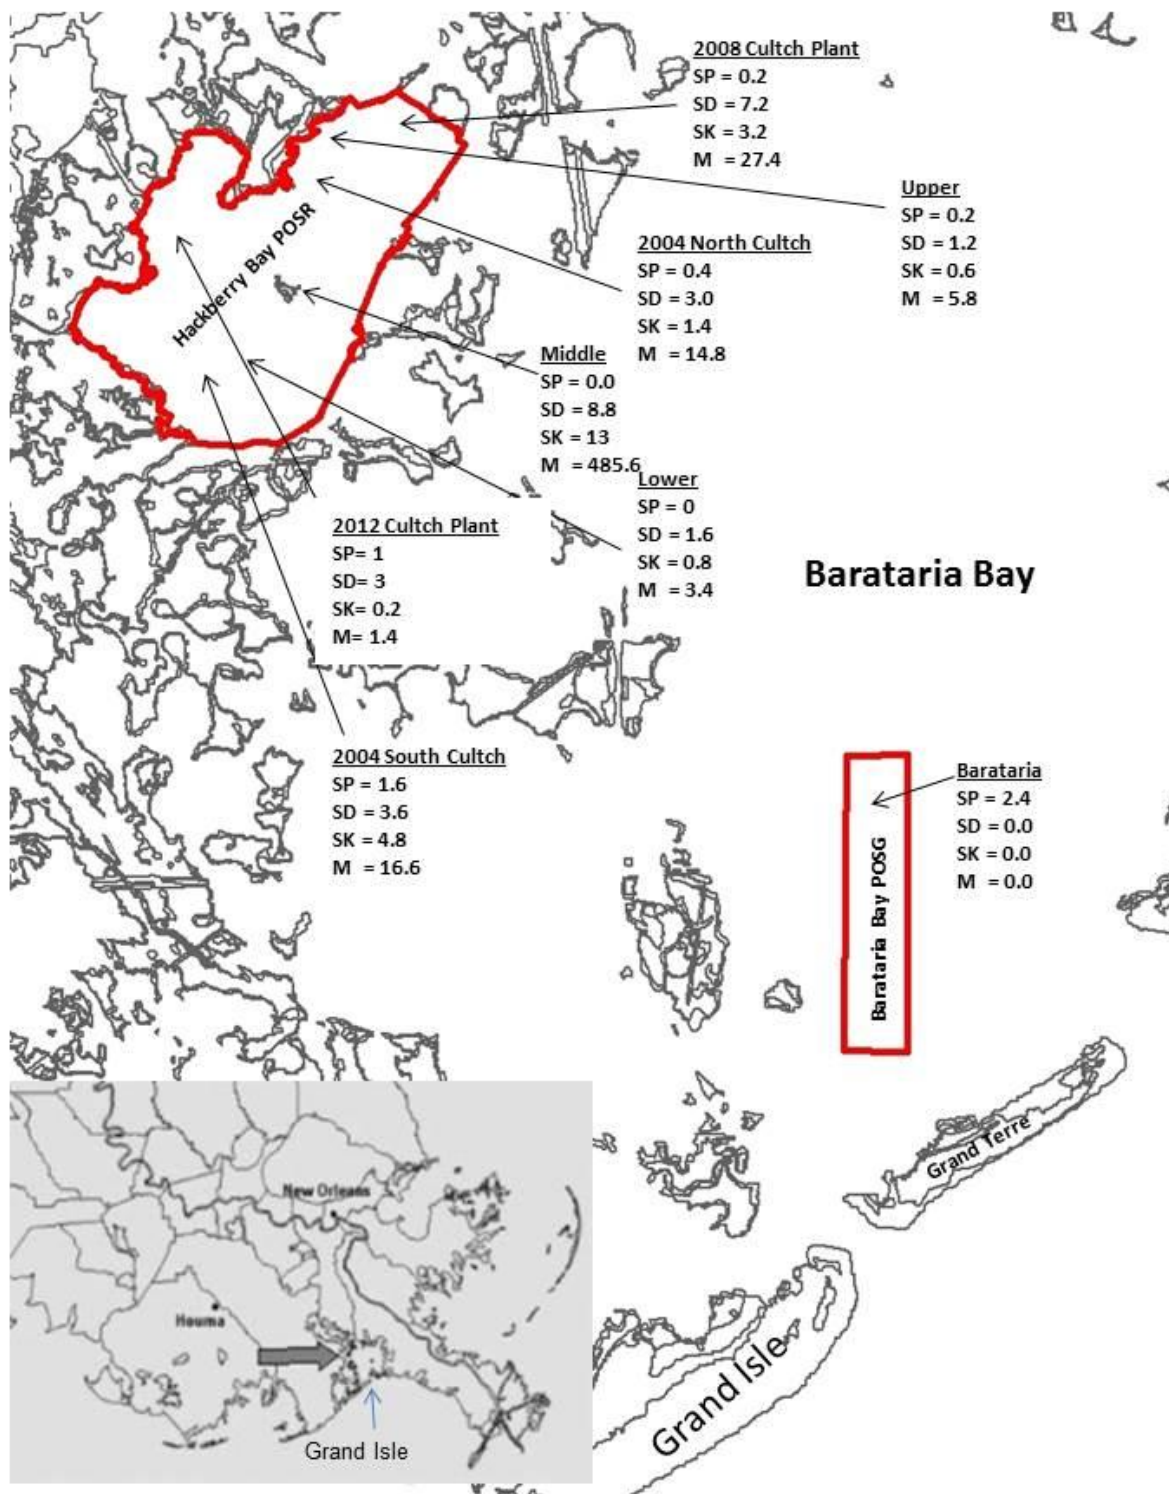 2008 Cultch Plant
SP = 0.2
SD = 7.2
SK = 3.2
M = 27.4
Upper
SP = 0.2
SD = 1.2
SK = 0.6
M = 5.8
2004 North Cultch
SP = 0.4
SD = 3.0
SK = 1.4
M = 14.8
Hackberry Bay POSR
Middle
SP = 0.0
SD = 8.8
SK = 13
M = 485.6
Lower
SP = 0
SD = 1.6
SK = 0.8
M = 3.4
2012 Cultch Plant
SP= 1
SD= 3
SK= 0.2
M= 1.4
Barataria Bay
2004 South Cultch
SP = 1.6
SD = 3.6
SK = 4.8
M = 16.6
Barataria
SP = 2.4
SD = 0.0
SK = 0.0
M = 0.0
Barataria Bay POSG
Grand Terre
Grand Isle
New Orleans
Houma
Grand Isle